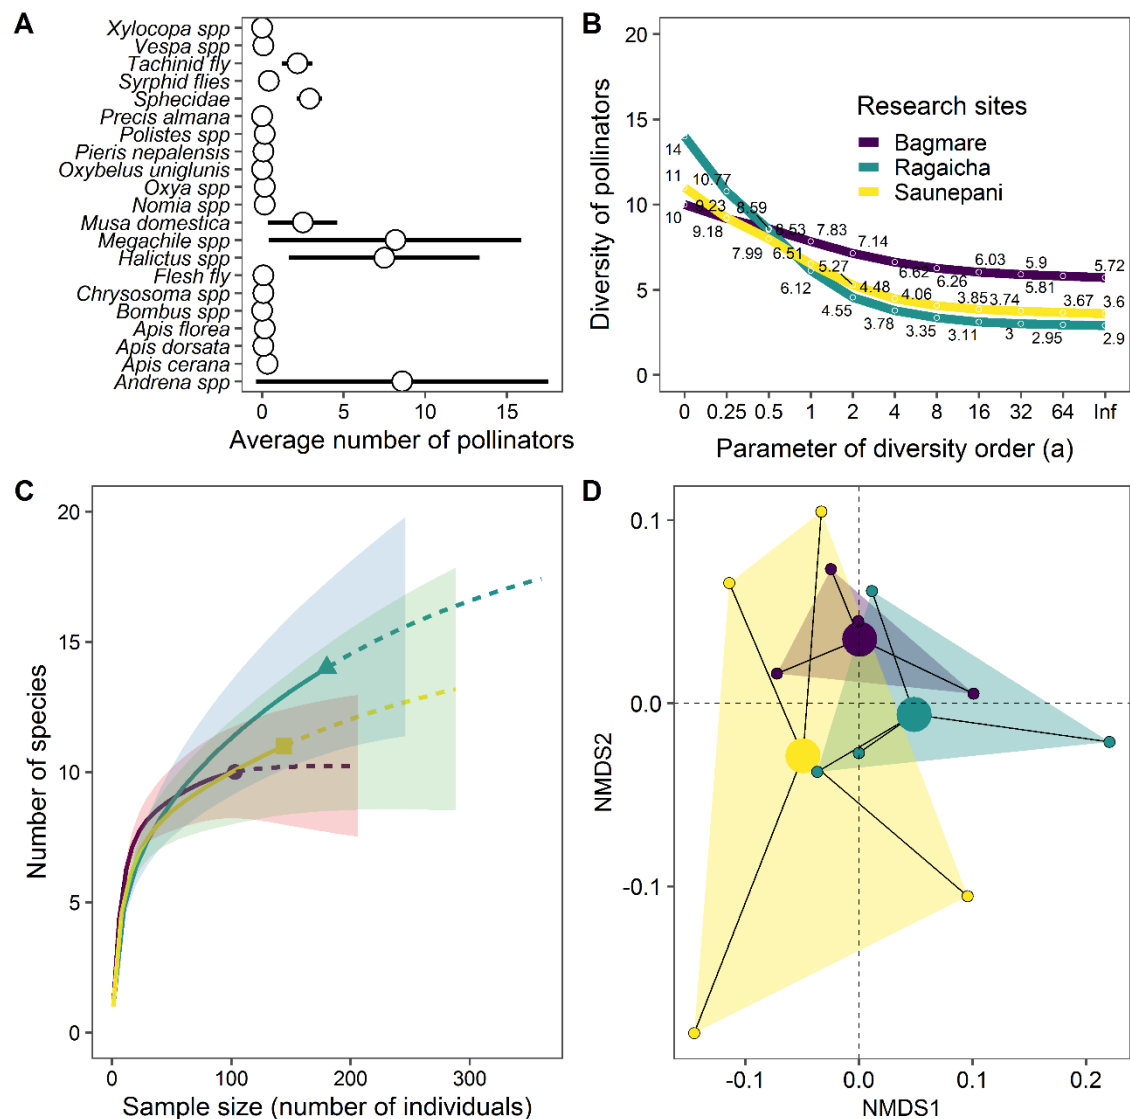 A
Xylocopa spp
Vespa spp
Tachinid fly
Syrphid flies
Sphecidae
Precis almana
Polistes spp
Pieris nepalensis
Oxybelus uniglunis
Oxya spp
Nomia spp
Musa domestica
Megachile spp
Halictus spp
Flesh fly
Chrysosoma spp
Bombus spp
Apis florea
Apis dorsata
Apis cerana
Andrena spp
0 5 10 15
Average number of pollinators
B
Diversity of pollinators
20
15
10
5
0
Research sites
Bagmare
Ragaicha
Saunepani
14 10.77 8.59 6.12 4.55 3.78 3.35 3.11 3 2.95 2.9
11 9.23 7.99 6.51 5.27 4.48 4.06 3.85 3.74 3.67 3.6
10 9.18 8.53 7.83 7.14 6.62 6.26 6.03 5.9 5.81 5.72
0 0.25 0.5 1 2 4 8 16 32 64 Inf
Parameter of diversity order (a)
C
Number of species
20
15
10
5
0
0 100 200 300
Sample size (number of individuals)
D
NMDS2
0.1
0.0
-0.1
-0.1 0.0 0.1 0.2
NMDS1